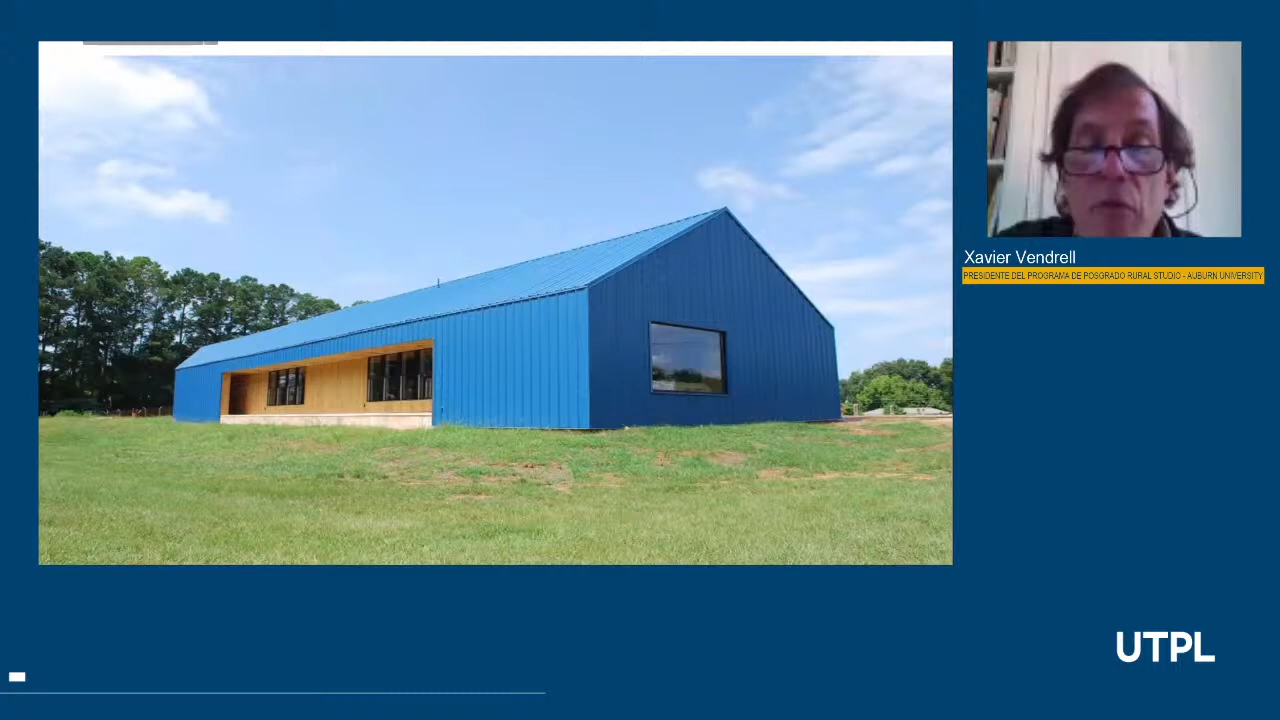 Xavier Vendrell
PRESIDENTE DEL PROGRAMA DE POSGRADO RURAL STUDIO - AUBURN UNIVERSITY
UTPL